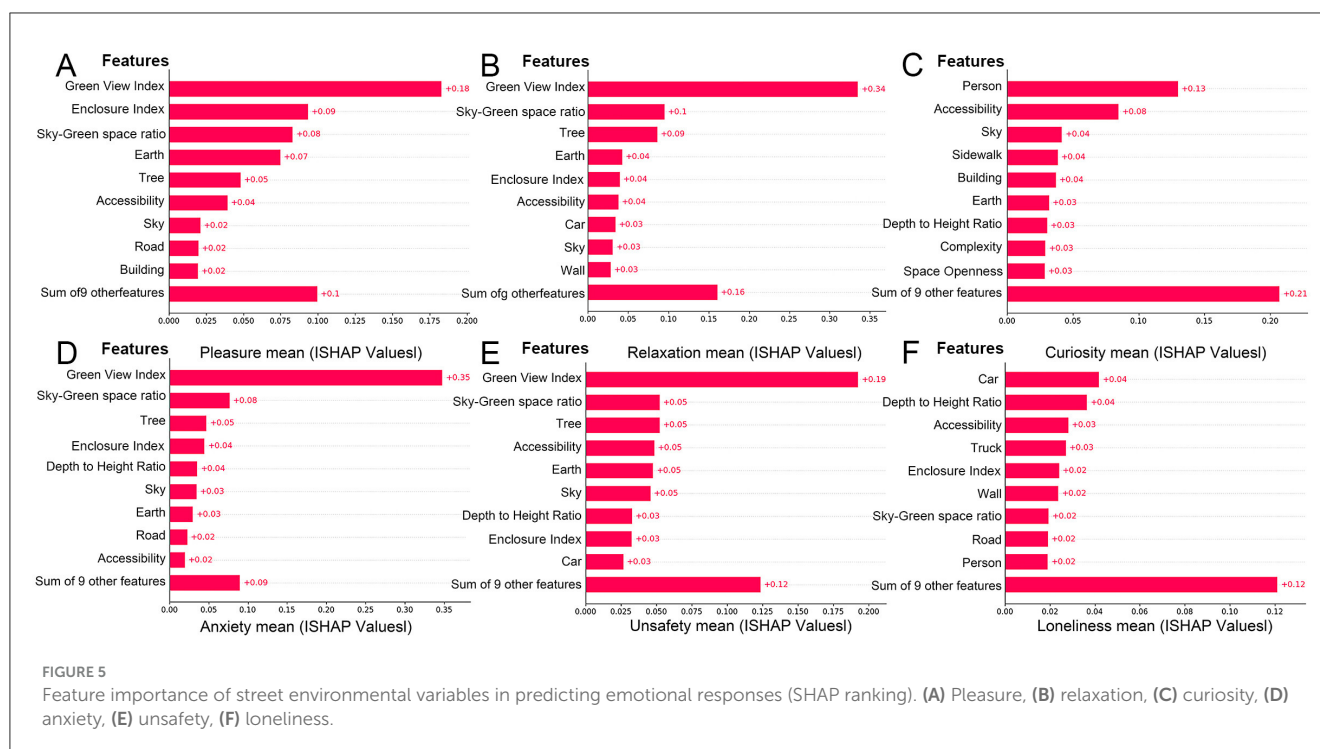 A
Features
Green View Index
+0.18
Enclosure Index
+0.09
Sky-Green space ratio
+0.08
Earth
+0.07
Tree
+0.05
Accessibility
+0.04
Sky
+0.02
Road
+0.02
Building
+0.02
Sum of9 otherfeatures
+0.1
0.000 0.025 0.050 0.075 0.100 0.125 0.150 0.175 0.200
Pleasure mean (ISHAP Valuesl)
B
Features
Green View Index
+0.34
Sky-Green space ratio
+0.1
Tree
+0.09
Earth
+0.04
Enclosure Index
+0.04
Accessibility
+0.04
Car
+0.03
Sky
+0.03
Wall
+0.03
Sum ofg otherfeatures
+0.16
0.00 0.05 0.10 0.15 0.20 0.25 0.30 0.35
Relaxation mean (ISHAP Valuesl)
C
Features
Person
+0.13
Accessibility
+0.08
Sky
+0.04
Sidewalk
+0.04
Building
+0.04
Earth
+0.03
Depth to Height Ratio
+0.03
Complexity
+0.03
Space Openness
+0.03
Sum of 9 other features
+0.21
0.00 0.05 0.10 0.15 0.20
Curiosity mean (ISHAP Valuesl)
D
Features
Green View Index
+0.35
Sky-Green space ratio
+0.08
Tree
+0.05
Enclosure Index
+0.04
Depth to Height Ratio
+0.04
Sky
+0.03
Earth
+0.03
Road
+0.02
Accessibility
+0.02
Sum of 9 other features
+0.09
0.00 0.05 0.10 0.15 0.20 0.25 0.30 0.35
Anxiety mean (ISHAP Valuesl)
E
Features
Green View Index
+0.19
Sky-Green space ratio
+0.05
Tree
+0.05
Accessibility
+0.05
Earth
+0.05
Sky
+0.05
Depth to Height Ratio
+0.03
Enclosure Index
+0.03
Car
+0.03
Sum of 9 other features
+0.12
0.000 0.025 0.050 0.075 0.100 0.125 0.150 0.175 0.200
Unsafety mean (ISHAP Valuesl)
F
Features
Car
+0.04
Depth to Height Ratio
+0.04
Accessibility
+0.03
Truck
+0.03
Enclosure Index
+0.02
Wall
+0.02
Sky-Green space ratio
+0.02
Road
+0.02
Person
+0.02
Sum of 9 other features
+0.12
0.00 0.02 0.04 0.06 0.08 0.10 0.12
Loneliness mean (ISHAP Valuesl)
FIGURE 5
Feature importance of street environmental variables in predicting emotional responses (SHAP ranking). (A) Pleasure, (B) relaxation, (C) curiosity, (D)
anxiety, (E) unsafety, (F) loneliness.